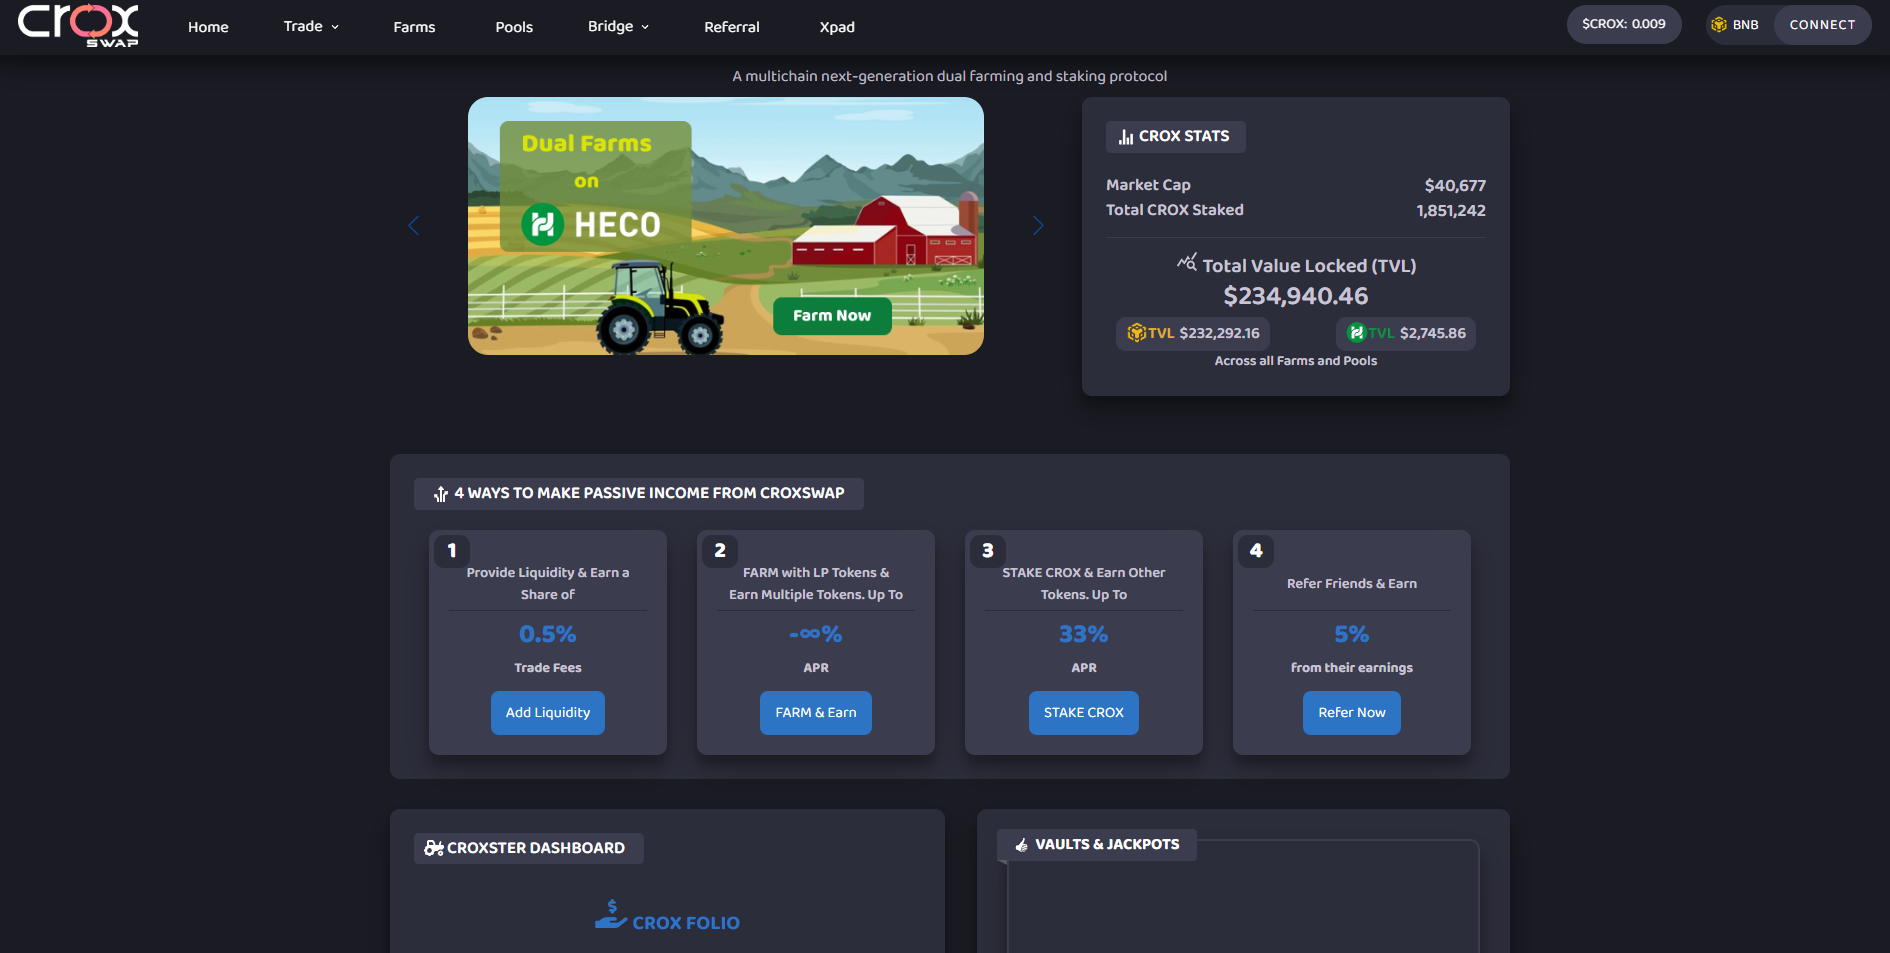 crox
SWAP
Home
Trade
Farms
Pools
Bridge
Referral
Xpad
$CROX: 0.009
BNB
CONNECT
A multichain next-generation dual farming and staking protocol
Dual Farms
on
HECO
Farm Now
CROX STATS
Market Cap
$40,677
Total CROX Staked
1,851,242
Total Value Locked (TVL)
$234,940.46
TVL $232,292.16
TVL $2,745.86
Across all Farms and Pools
4 WAYS TO MAKE PASSIVE INCOME FROM CROXSWAP
1
Provide Liquidity & Earn a
Share of
0.5%
Trade Fees
Add Liquidity
2
FARM with LP Tokens &
Earn Multiple Tokens. Up To
-∞%
APR
FARM & Earn
3
STAKE CROX & Earn Other
Tokens. Up To
33%
APR
STAKE CROX
4
Refer Friends & Earn
5%
from their earnings
Refer Now
CROXSTER DASHBOARD
CROX FOLIO
VAULTS & JACKPOTS